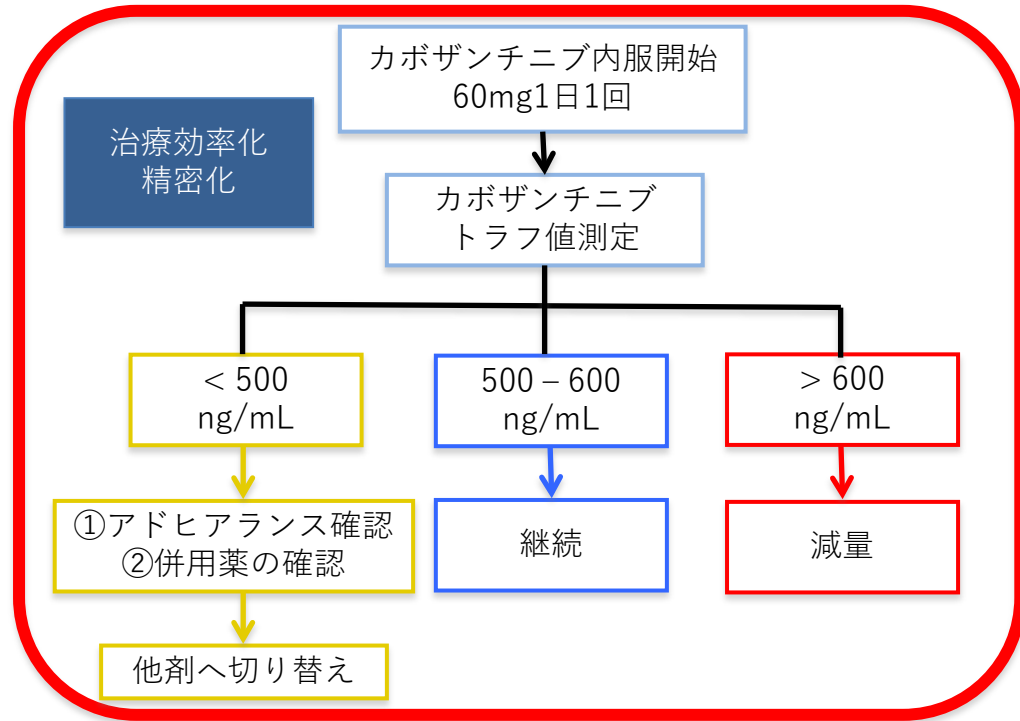 カボザンチニブ内服開始
60mg1日1回
治療効率化
精密化
カボザンチニブ
トラフ値測定
< 500
ng/mL
500 – 600
ng/mL
> 600
ng/mL
①アドヒアランス確認
②併用薬の確認
継続
減量
他剤へ切り替え